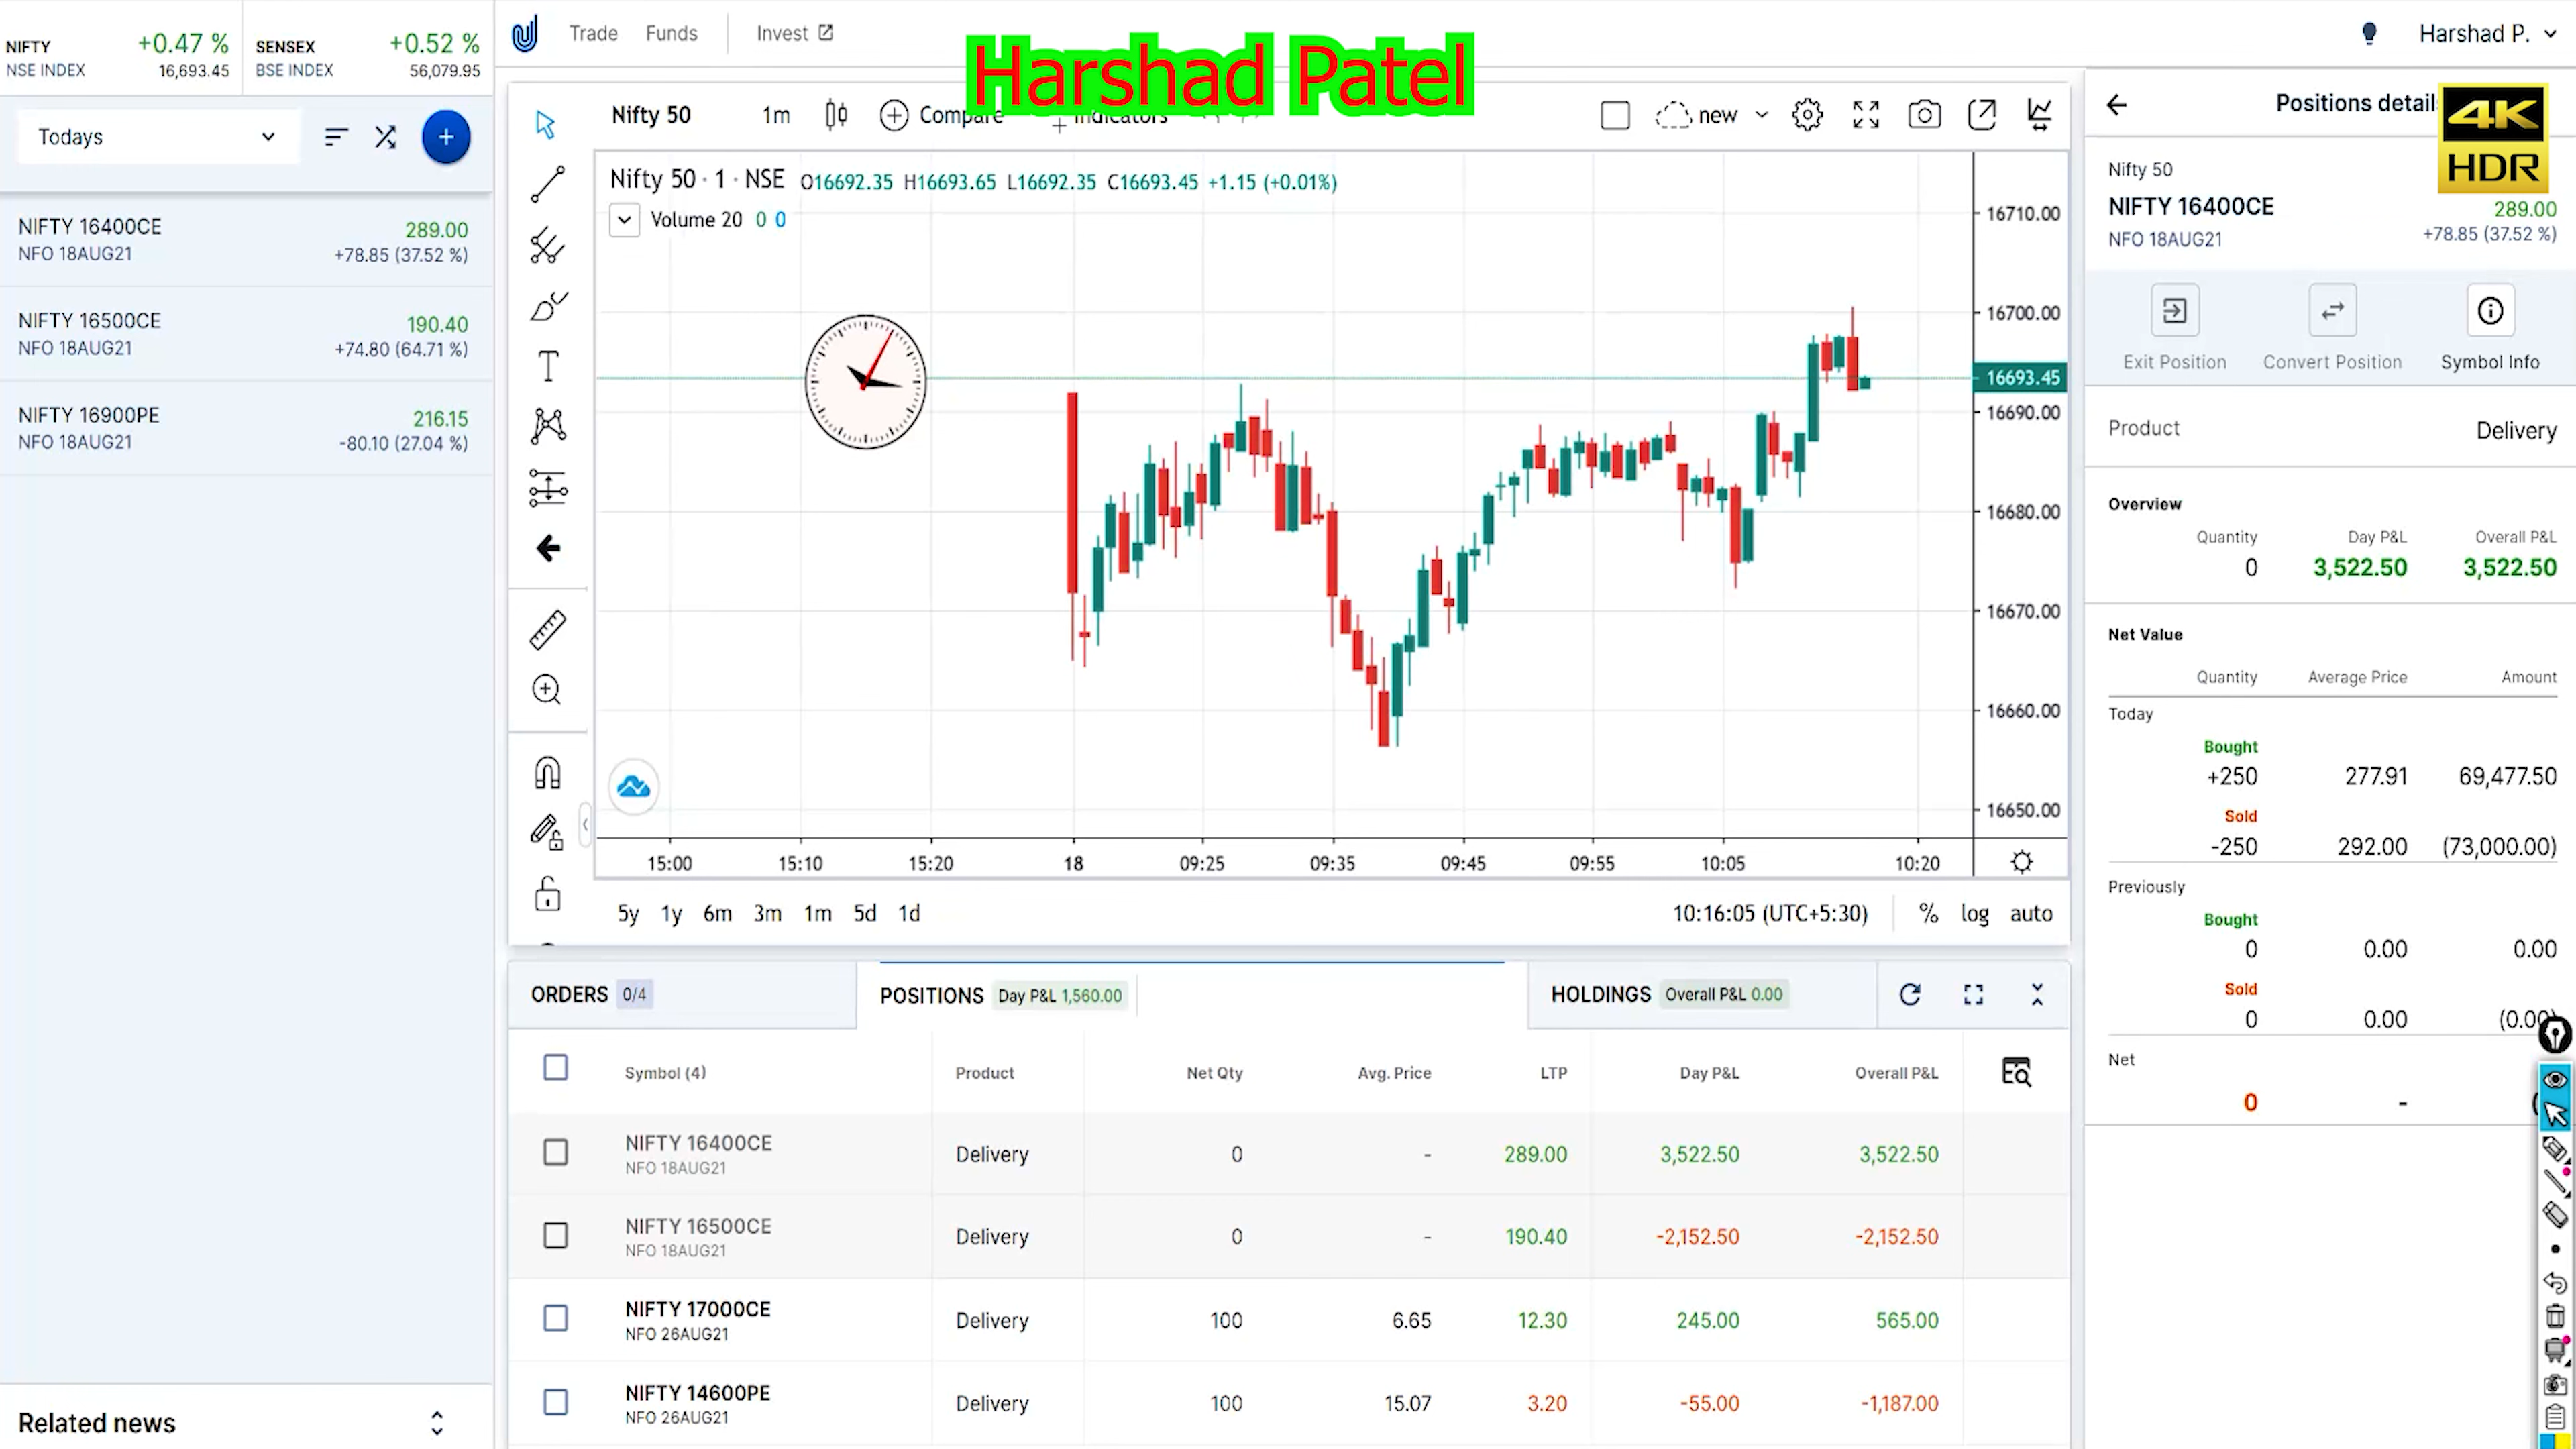 NIFTY +0.47 %
NSE INDEX 16,693.45
SENSEX +0.52 %
BSE INDEX 56,079.95
Trade Funds Invest
Harshad Patel
Harshad P.
Todays
NIFTY 16400CE 289.00
NFO 18AUG21 +78.85 (37.52 %)
NIFTY 16500CE 190.40
NFO 18AUG21 +74.80 (64.71 %)
NIFTY 16900PE 216.15
NFO 18AUG21 -80.10 (27.04 %)
Related news
Nifty 50 1m Compare Indicators new
Nifty 50 · 1 · NSE O16692.35 H16693.65 L16692.35 C16693.45 +1.15 (+0.01%)
Volume 20 0 0
16710.00
16700.00
16693.45
16690.00
16680.00
16670.00
16660.00
16650.00
15:00 15:10 15:20 18 09:25 09:35 09:45 09:55 10:05 10:20
5y 1y 6m 3m 1m 5d 1d 10:16:05 (UTC+5:30) % log auto
ORDERS 0/4 POSITIONS Day P&L 1,560.00 HOLDINGS Overall P&L 0.00
Symbol (4) Product Net Qty Avg. Price LTP Day P&L Overall P&L
NIFTY 16400CE Delivery 0 - 289.00 3,522.50 3,522.50
NFO 18AUG21
NIFTY 16500CE Delivery 0 - 190.40 -2,152.50 -2,152.50
NFO 18AUG21
NIFTY 17000CE Delivery 100 6.65 12.30 245.00 565.00
NFO 26AUG21
NIFTY 14600PE Delivery 100 15.07 3.20 -55.00 -1,187.00
NFO 26AUG21
Positions detail
4K
HDR
Nifty 50
NIFTY 16400CE 289.00
NFO 18AUG21 +78.85 (37.52 %)
Exit Position Convert Position Symbol Info
Product Delivery
Overview
Quantity Day P&L Overall P&L
0 3,522.50 3,522.50
Net Value
Quantity Average Price Amount
Today
Bought
+250 277.91 69,477.50
Sold
-250 292.00 (73,000.00)
Previously
Bought
0 0.00 0.00
Sold
0 0.00 (0.00)
Net
0 -